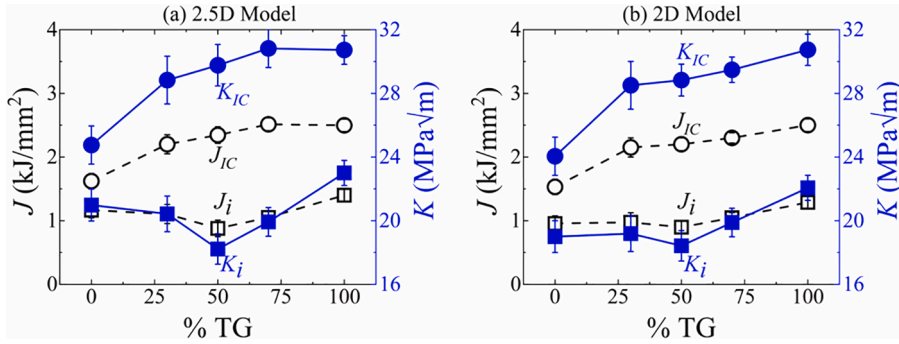 (a) 2.5D Model
4
3
2
1
0
J (kJ/mm²)
32
28
24
20
16
K (MPa√m)
K_IC
J_IC
J_i
K_i
0 25 50 75 100
% TG
(b) 2D Model
4
3
2
1
0
J (kJ/mm²)
32
28
24
20
16
K (MPa√m)
K_IC
J_IC
J_i
K_i
0 25 50 75 100
% TG